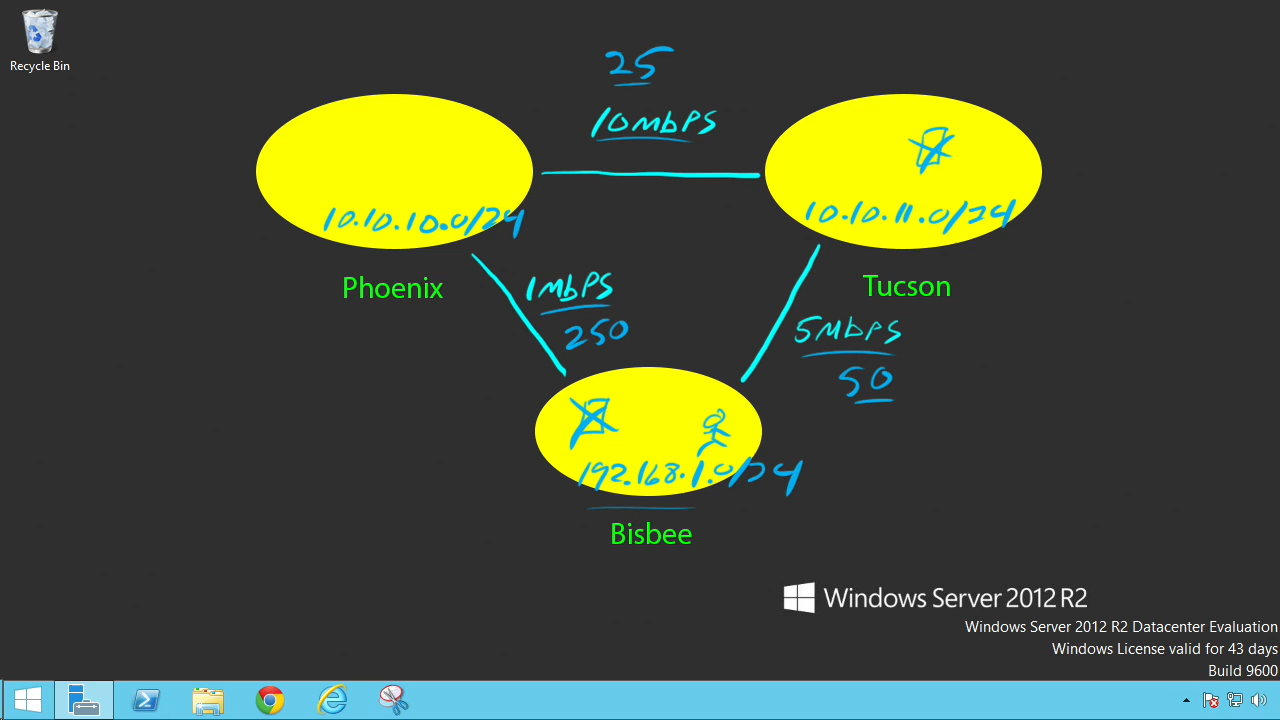 Recycle Bin
25
10mbPS
10.10.10.0/24
10.10.11.0/24
Phoenix
Tucson
1mbPS
250
5MbPS
50
192.168.1.0/24
Bisbee
Windows Server 2012 R2
Windows Server 2012 R2 Datacenter Evaluation
Windows License valid for 43 days
Build 9600